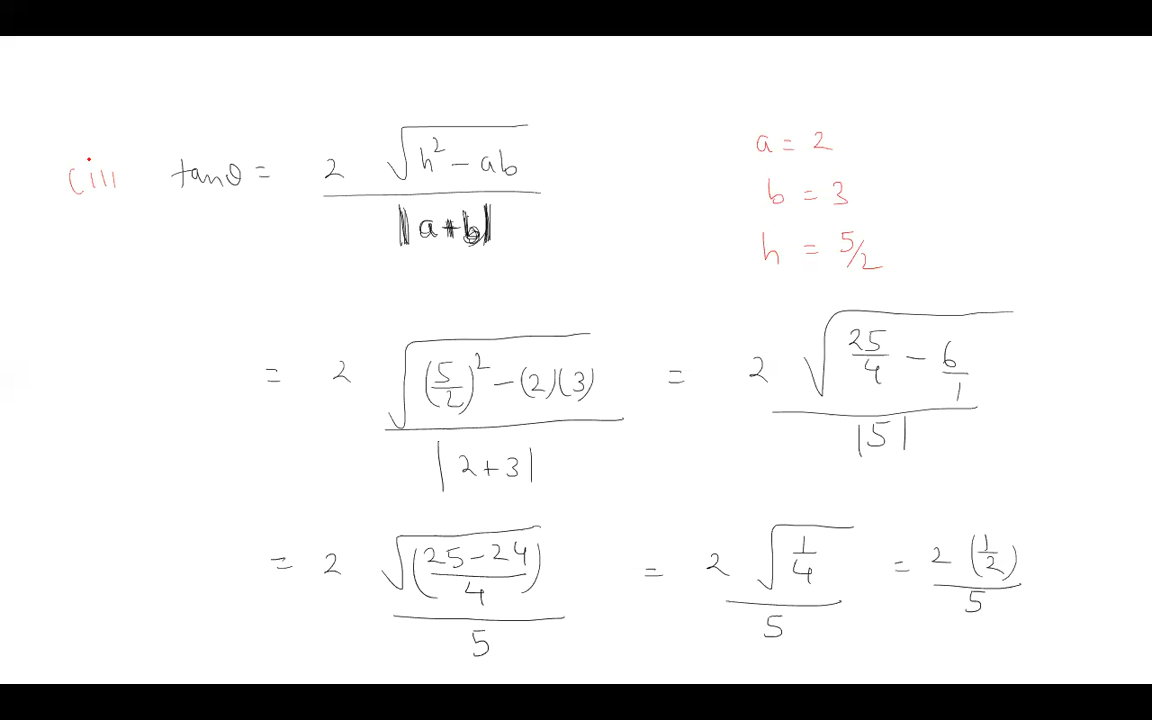 (iii tanθ = 2 √(h² – ab) / |a+b|
a = 2
b = 3
h = 5/2
= 2 √((5/2)² – (2)(3)) / |2+3| = 2 √(25/4 – 6/1) / |5|
= 2 √((25–24)/4) / 5 = 2 √(1/4) / 5 = 2 (1/2) / 5